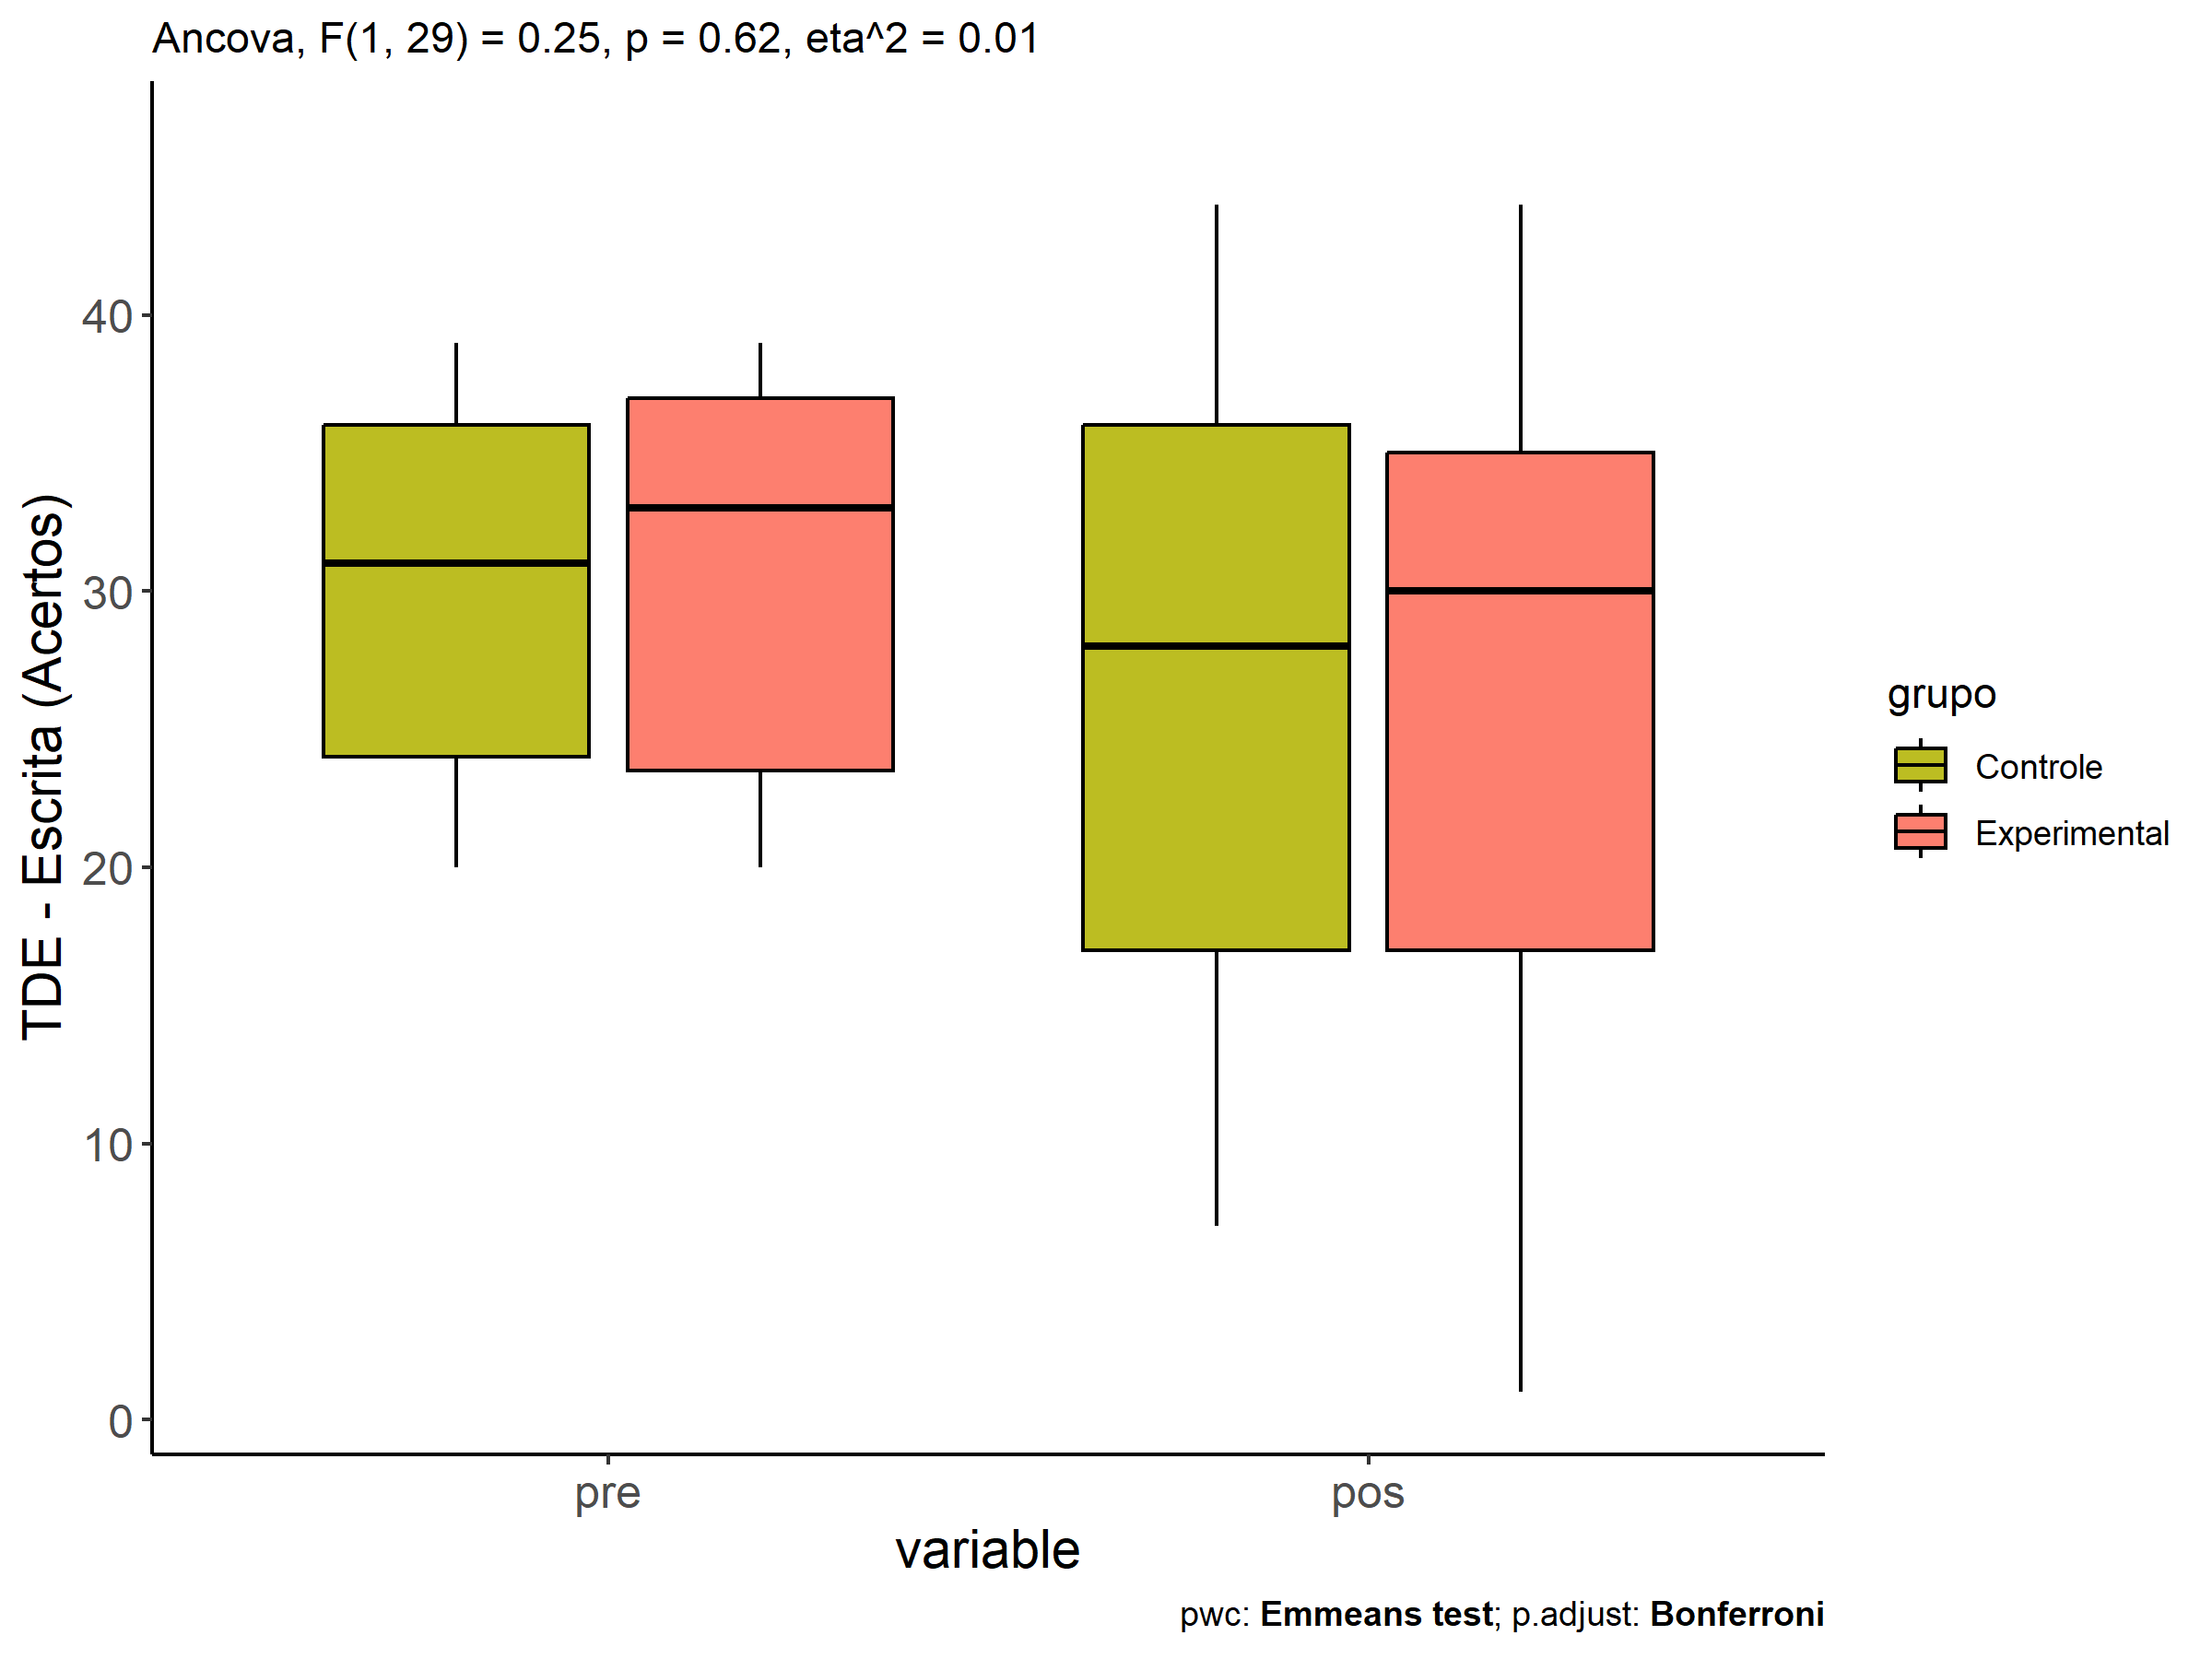 Ancova, F(1, 29) = 0.25, p = 0.62, eta^2 = 0.01
TDE - Escrita (Acertos)
40
30
20
10
0
pre
pos
variable
grupo
Controle
Experimental
pwc: Emmeans test; p.adjust: Bonferroni